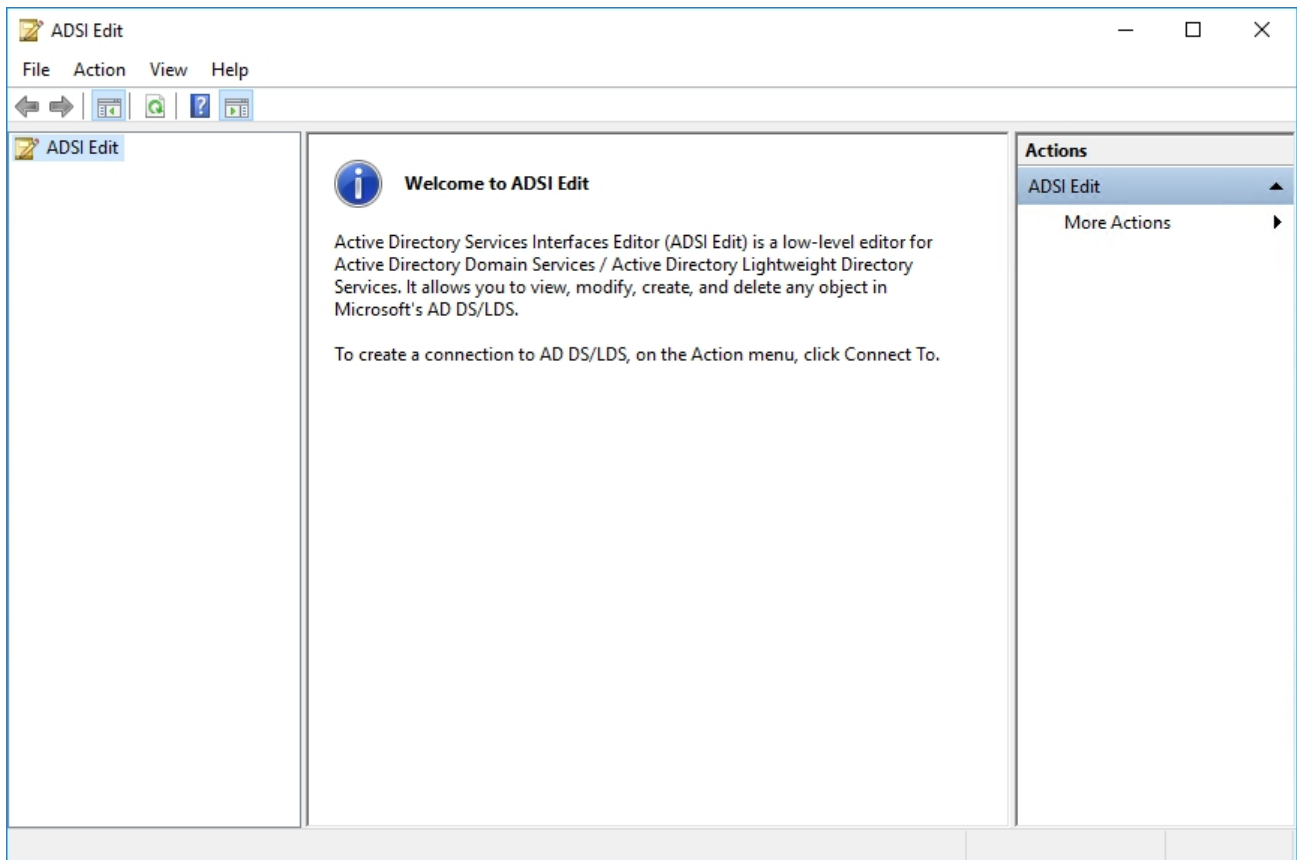 ADSI Edit
File Action View Help
ADSI Edit
Welcome to ADSI Edit
Active Directory Services Interfaces Editor (ADSI Edit) is a low-level editor for
Active Directory Domain Services / Active Directory Lightweight Directory
Services. It allows you to view, modify, create, and delete any object in
Microsoft's AD DS/LDS.
To create a connection to AD DS/LDS, on the Action menu, click Connect To.
Actions
ADSI Edit
More Actions